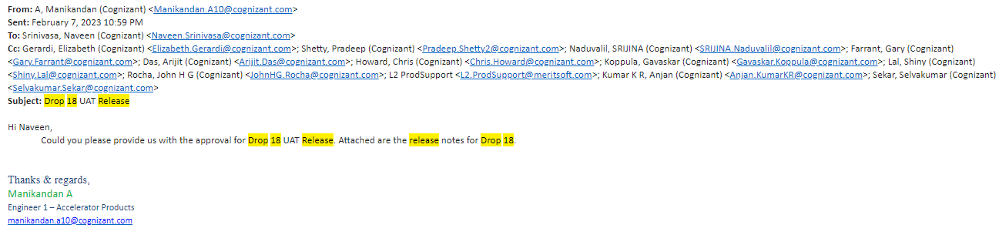 From: A, Manikandan (Cognizant) <Manikandan.A10@cognizant.com>
Sent: February 7, 2023 10:59 PM
To: Srinivasa, Naveen (Cognizant) <Naveen.Srinivasa@cognizant.com>
Cc: Gerardi, Elizabeth (Cognizant) <Elizabeth.Gerardi@cognizant.com>; Shetty, Pradeep (Cognizant) <Pradeep.Shetty2@cognizant.com>; Naduvalil, SRIJINA (Cognizant) <SRIJINA.Naduvalil@cognizant.com>; Farrant, Gary (Cognizant)
<Gary.Farrant@cognizant.com>; Das, Arijit (Cognizant) <Arijit.Das@cognizant.com>; Howard, Chris (Cognizant) <Chris.Howard@cognizant.com>; Koppula, Gavaskar (Cognizant) <Gavaskar.Koppula@cognizant.com>; Lal, Shiny (Cognizant)
<Shiny.Lal@cognizant.com>; Rocha, John H G (Cognizant) <JohnHG.Rocha@cognizant.com>; L2 ProdSupport <L2.ProdSupport@meritsoft.com>; Kumar K R, Anjan (Cognizant) <Anjan.KumarKR@cognizant.com>; Sekar, Selvakumar (Cognizant)
<Selvakumar.Sekar@cognizant.com>
Subject: Drop 18 UAT Release
Hi Naveen,
Could you please provide us with the approval for Drop 18 UAT Release. Attached are the release notes for Drop 18.
Thanks & regards,
Manikandan A
Engineer 1 – Accelerator Products
manikandan.a10@cognizant.com